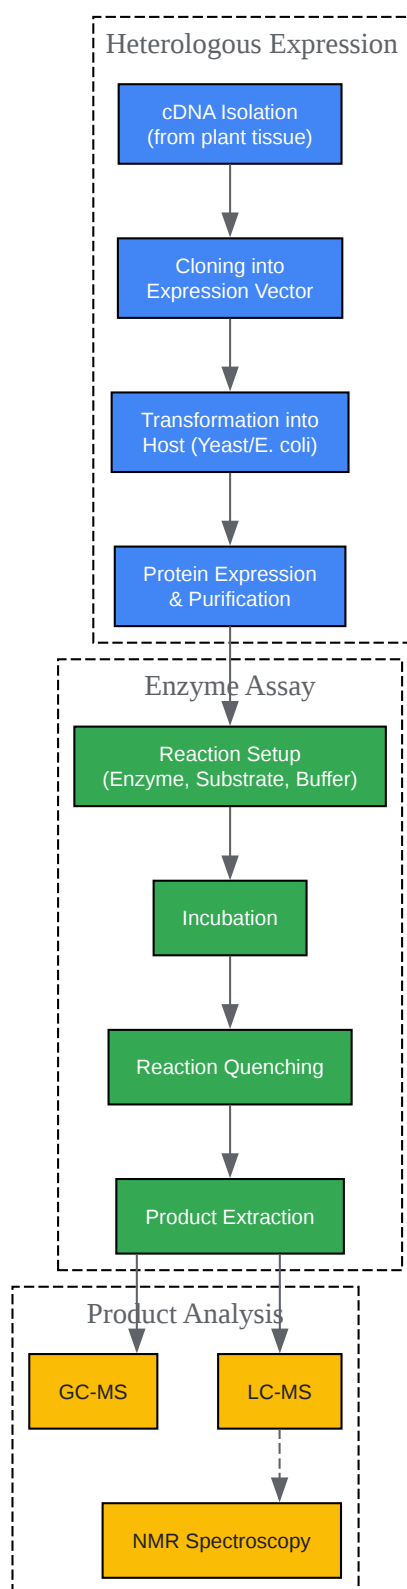 Heterologous Expression
cDNA Isolation
(from plant tissue)
Cloning into
Expression Vector
Transformation into
Host (Yeast/E. coli)
Protein Expression
& Purification
Enzyme Assay
Reaction Setup
(Enzyme, Substrate, Buffer)
Incubation
Reaction Quenching
Product Extraction
Product Analysis
GC-MS
LC-MS
NMR Spectroscopy